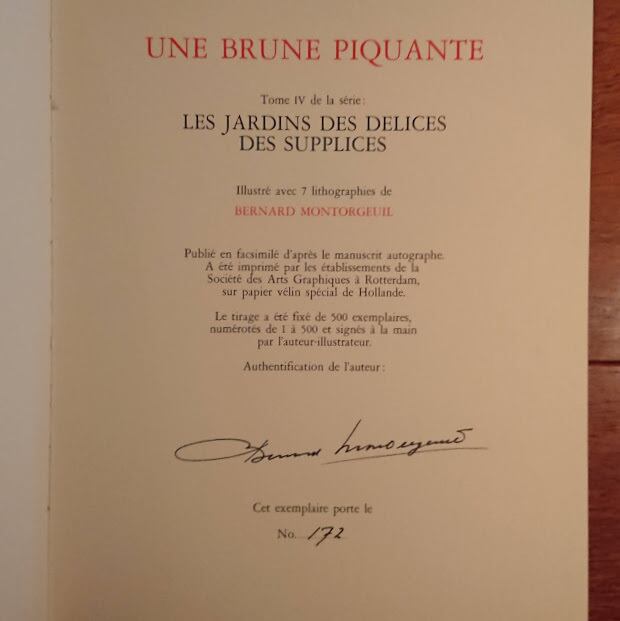 UNE BRUNE PIQUANTE
Tome IV de la série:
LES JARDINS DES DELICES
DES SUPPLICES
Illustré avec 7 lithographies de
BERNARD MONTORGEUIL
Publié en facsimilé d'après le manuscrit autographe.
A été imprimé par les établissements de la
Société des Arts Graphiques à Rotterdam,
sur papier vélin spécial de Hollande.
Le tirage a été fixé de 500 exemplaires,
numérotés de 1 à 500 et signés à la main
par l'auteur-illustrateur.
Authentification de l'auteur:
Bernard Montorgeuil
Cet exemplaire porte le
No. 172